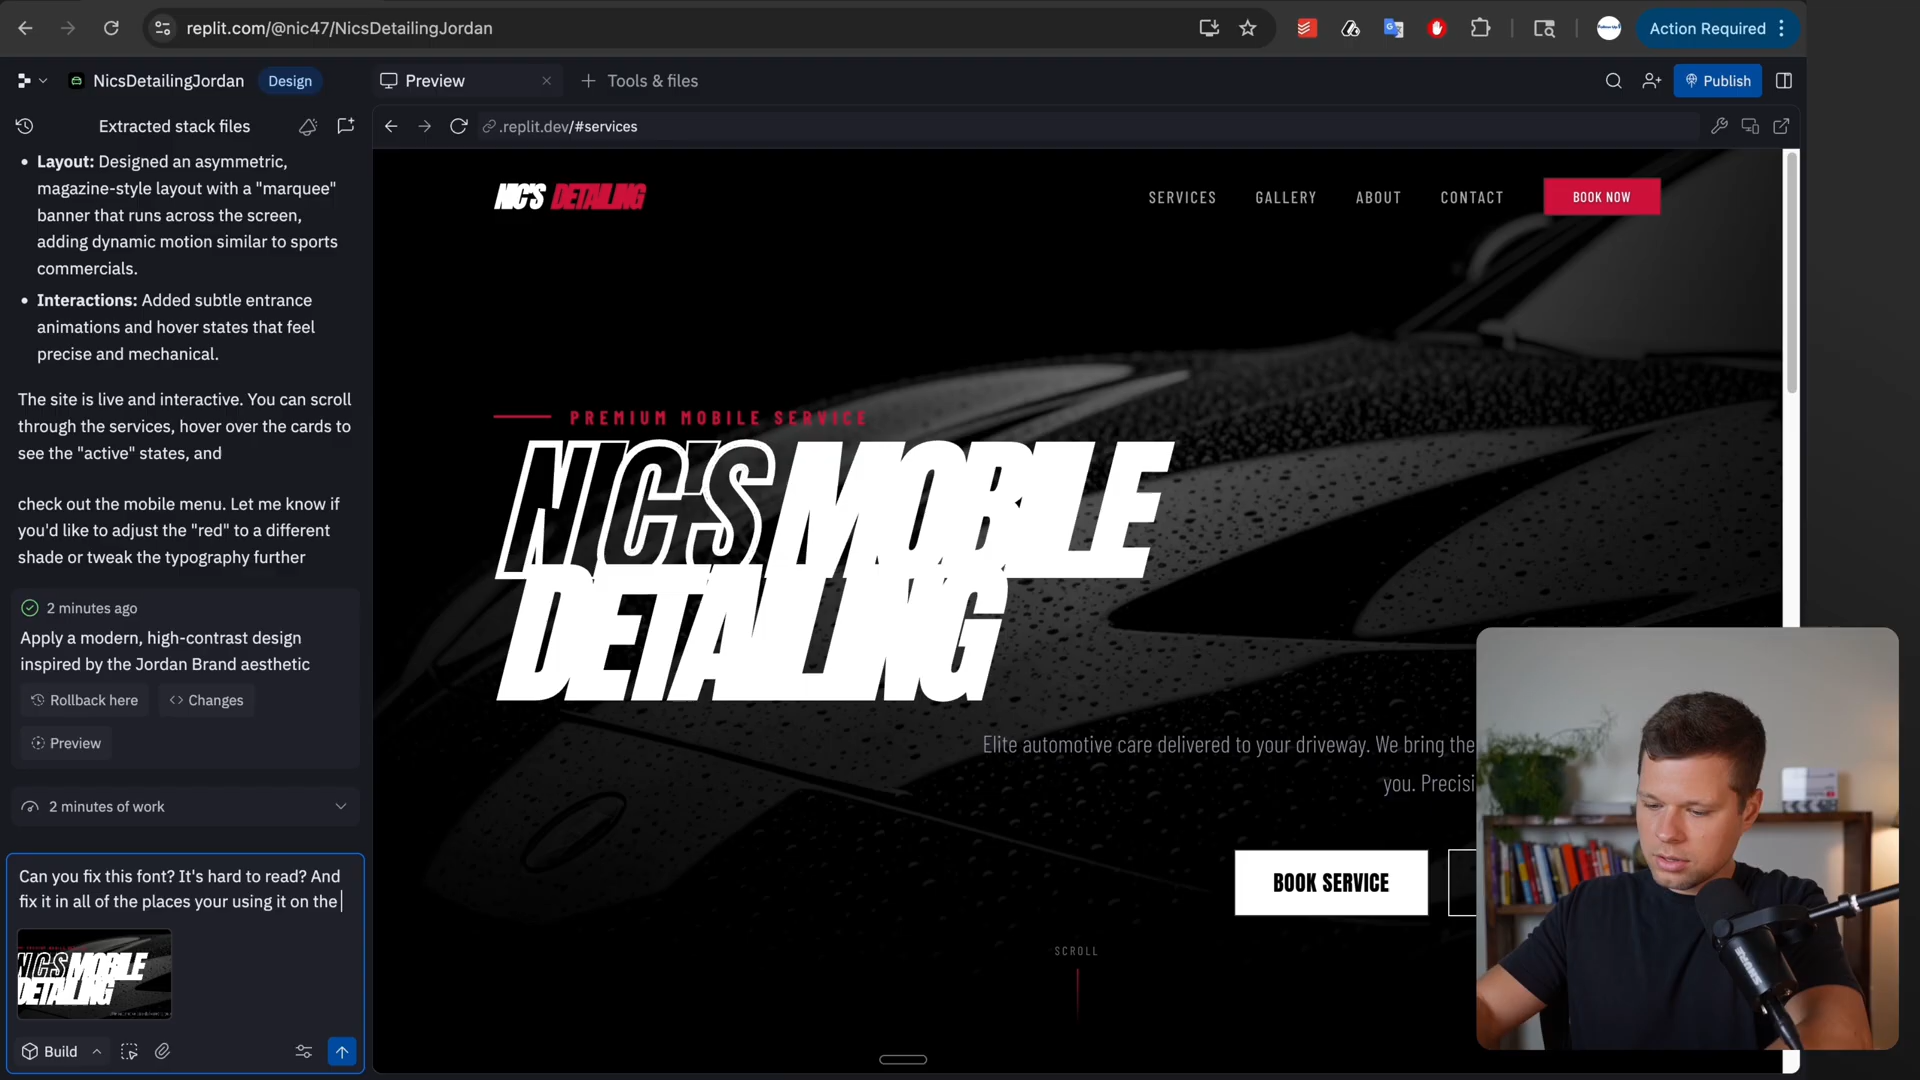 replit.com/@nic47/NicsDetailingJordan
Action Required
NicsDetailingJordan
Design
Preview
Tools & files
Publish
Extracted stack files
.replit.dev/#services
Layout: Designed an asymmetric,
magazine-style layout with a "marquee"
banner that runs across the screen,
adding dynamic motion similar to sports
commercials.
Interactions: Added subtle entrance
animations and hover states that feel
precise and mechanical.
The site is live and interactive. You can scroll
through the services, hover over the cards to
see the "active" states, and
check out the mobile menu. Let me know if
you'd like to adjust the "red" to a different
shade or tweak the typography further
2 minutes ago
Apply a modern, high-contrast design
inspired by the Jordan Brand aesthetic
Rollback here
Changes
Preview
2 minutes of work
Can you fix this font? It's hard to read? And
fix it in all of the places your using it on the
NIC'S MOBILE
DETAILING
Build
NIC'S DETAILING
SERVICES
GALLERY
ABOUT
CONTACT
BOOK NOW
PREMIUM MOBILE SERVICE
NIC'S MOBILE
DETAILING
Elite automotive care delivered to your driveway. We bring the
you. Precisi
BOOK SERVICE
SCROLL
SHURE